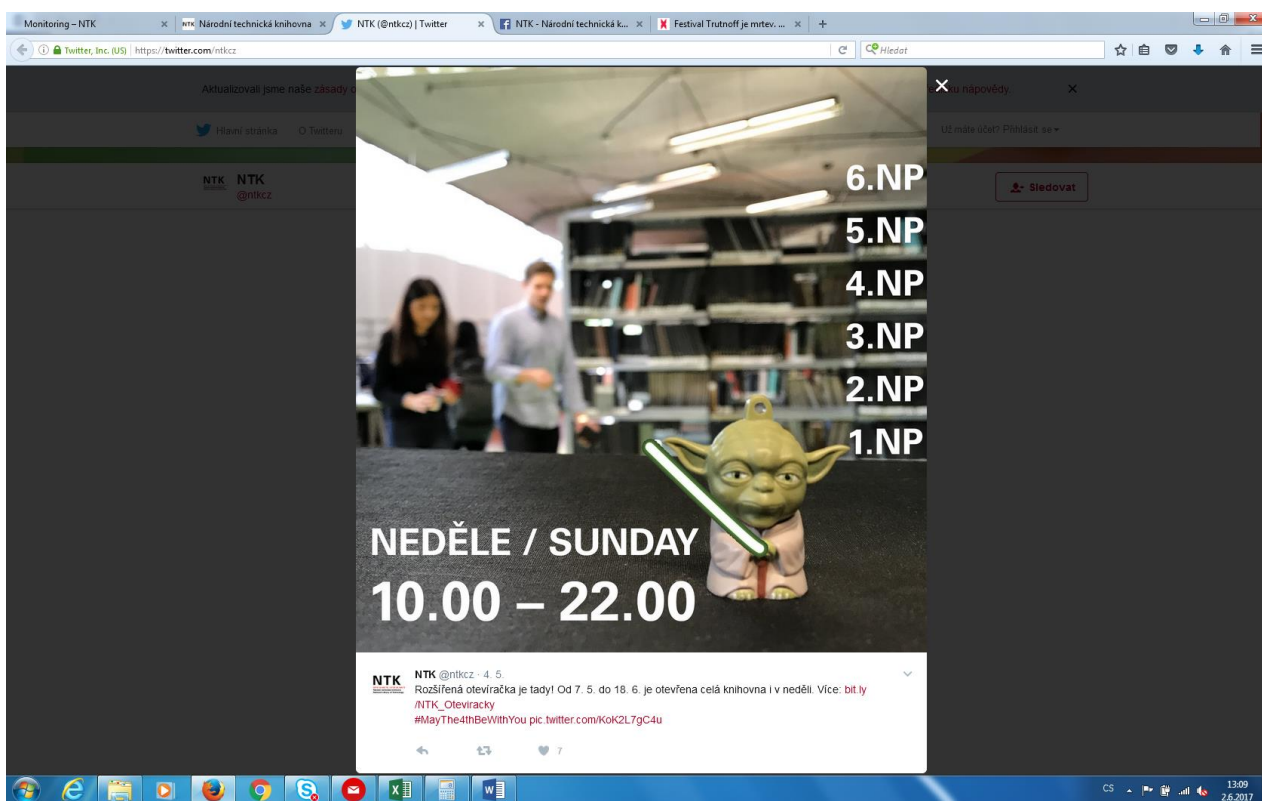 Monitoring – NTK
NTK Národní technická knihovna
NTK (@ntkcz) | Twitter
NTK - Národní technická k...
Festival Trutnoff je mrtev. ...
Twitter, Inc. (US) https://twitter.com/ntkcz
Hledat
Aktualizovali jsme naše zásady o
nápovědy.
Hlavní stránka O Twitteru
Už máte účet? Přihlásit se
NTK NTK
@ntkcz
Sledovat
6.NP
5.NP
4.NP
3.NP
2.NP
1.NP
NEDĚLE / SUNDAY
10.00 – 22.00
NTK
NTK @ntkcz · 4. 5.
Rozšířená otevíračka je tady! Od 7. 5. do 18. 6. je otevřena celá knihovna i v neděli. Více: bit.ly
/NTK_Oteviracky
#MayThe4thBeWithYou pic.twitter.com/KoK2L7gC4u
7
CS
13:09
2.6.2017